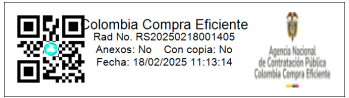 Colombia Compra Eficiente
Rad No. RS20250218001405
Anexos: No Con copia: No
Fecha: 18/02/2025 11:13:14
Agencia Nacional
de Contratación Pública
Colombia Compra Eficiente